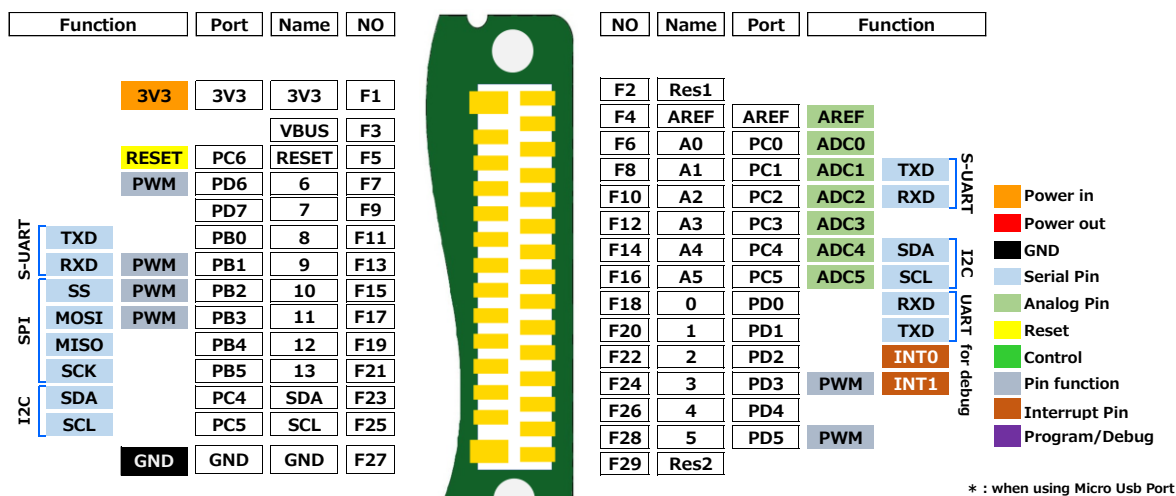 Function Port Name NO
3V3 3V3 3V3 F1
VBUS F3
RESET PC6 RESET F5
PWM PD6 6 F7
PD7 7 F9
S-UART
TXD PB0 8 F11
RXD PWM PB1 9 F13
SPI
SS PWM PB2 10 F15
MOSI PWM PB3 11 F17
MISO PB4 12 F19
SCK PB5 13 F21
I2C
SDA PC4 SDA F23
SCL PC5 SCL F25
GND GND GND F27
NO Name Port Function
F2 Res1
F4 AREF AREF AREF
F6 A0 PC0 ADC0
F8 A1 PC1 ADC1 TXD
F10 A2 PC2 ADC2 RXD
S-UART
F12 A3 PC3 ADC3
F14 A4 PC4 ADC4 SDA
F16 A5 PC5 ADC5 SCL
I2C
F18 0 PD0 RXD
F20 1 PD1 TXD
UART for debug
F22 2 PD2 INT0
F24 3 PD3 PWM INT1
F26 4 PD4
F28 5 PD5 PWM
F29 Res2
Power in
Power out
GND
Serial Pin
Analog Pin
Reset
Control
Pin function
Interrupt Pin
Program/Debug
* : when using Micro Usb Port